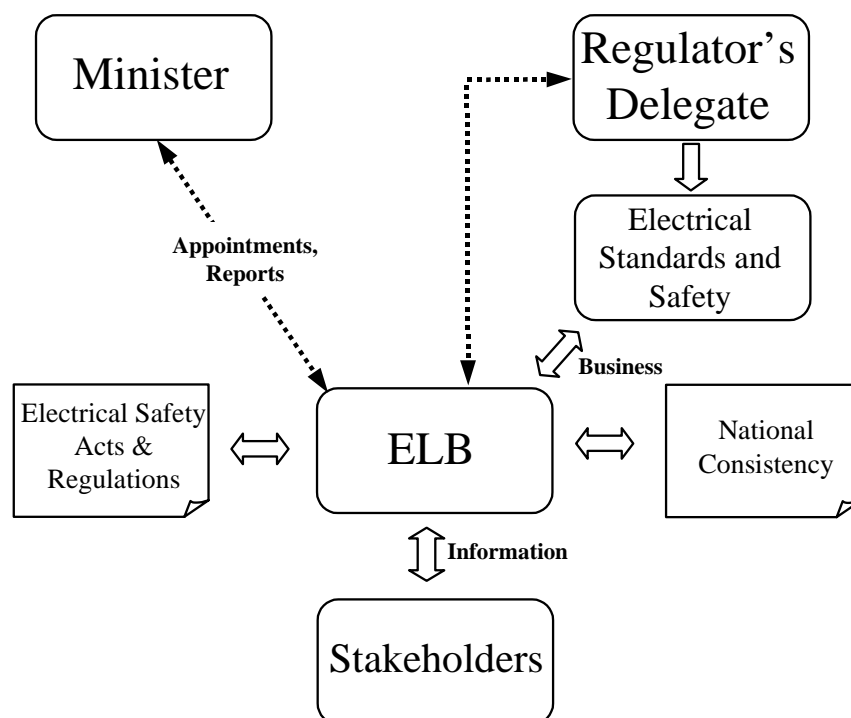 Minister
Regulator's
Delegate
Appointments,
Reports
Electrical
Standards and
Safety
Business
Electrical Safety
Acts &
Regulations
ELB
National
Consistency
Information
Stakeholders